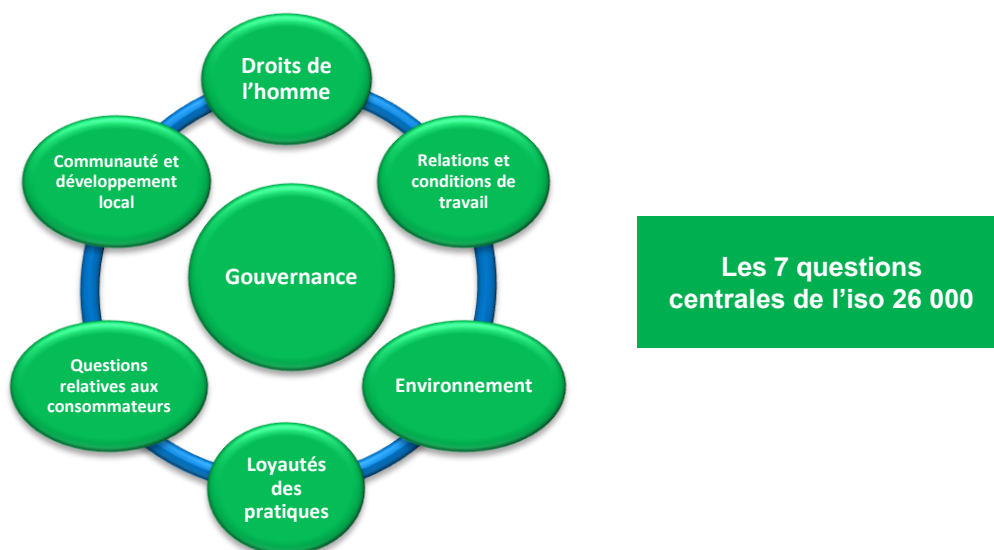 Droits de
l’homme
Communauté et
développement
local
Relations et
conditions de
travail
Gouvernance
Les 7 questions
centrales de l’iso 26 000
Questions
relatives aux
consommateurs
Environnement
Loyautés
des
pratiques